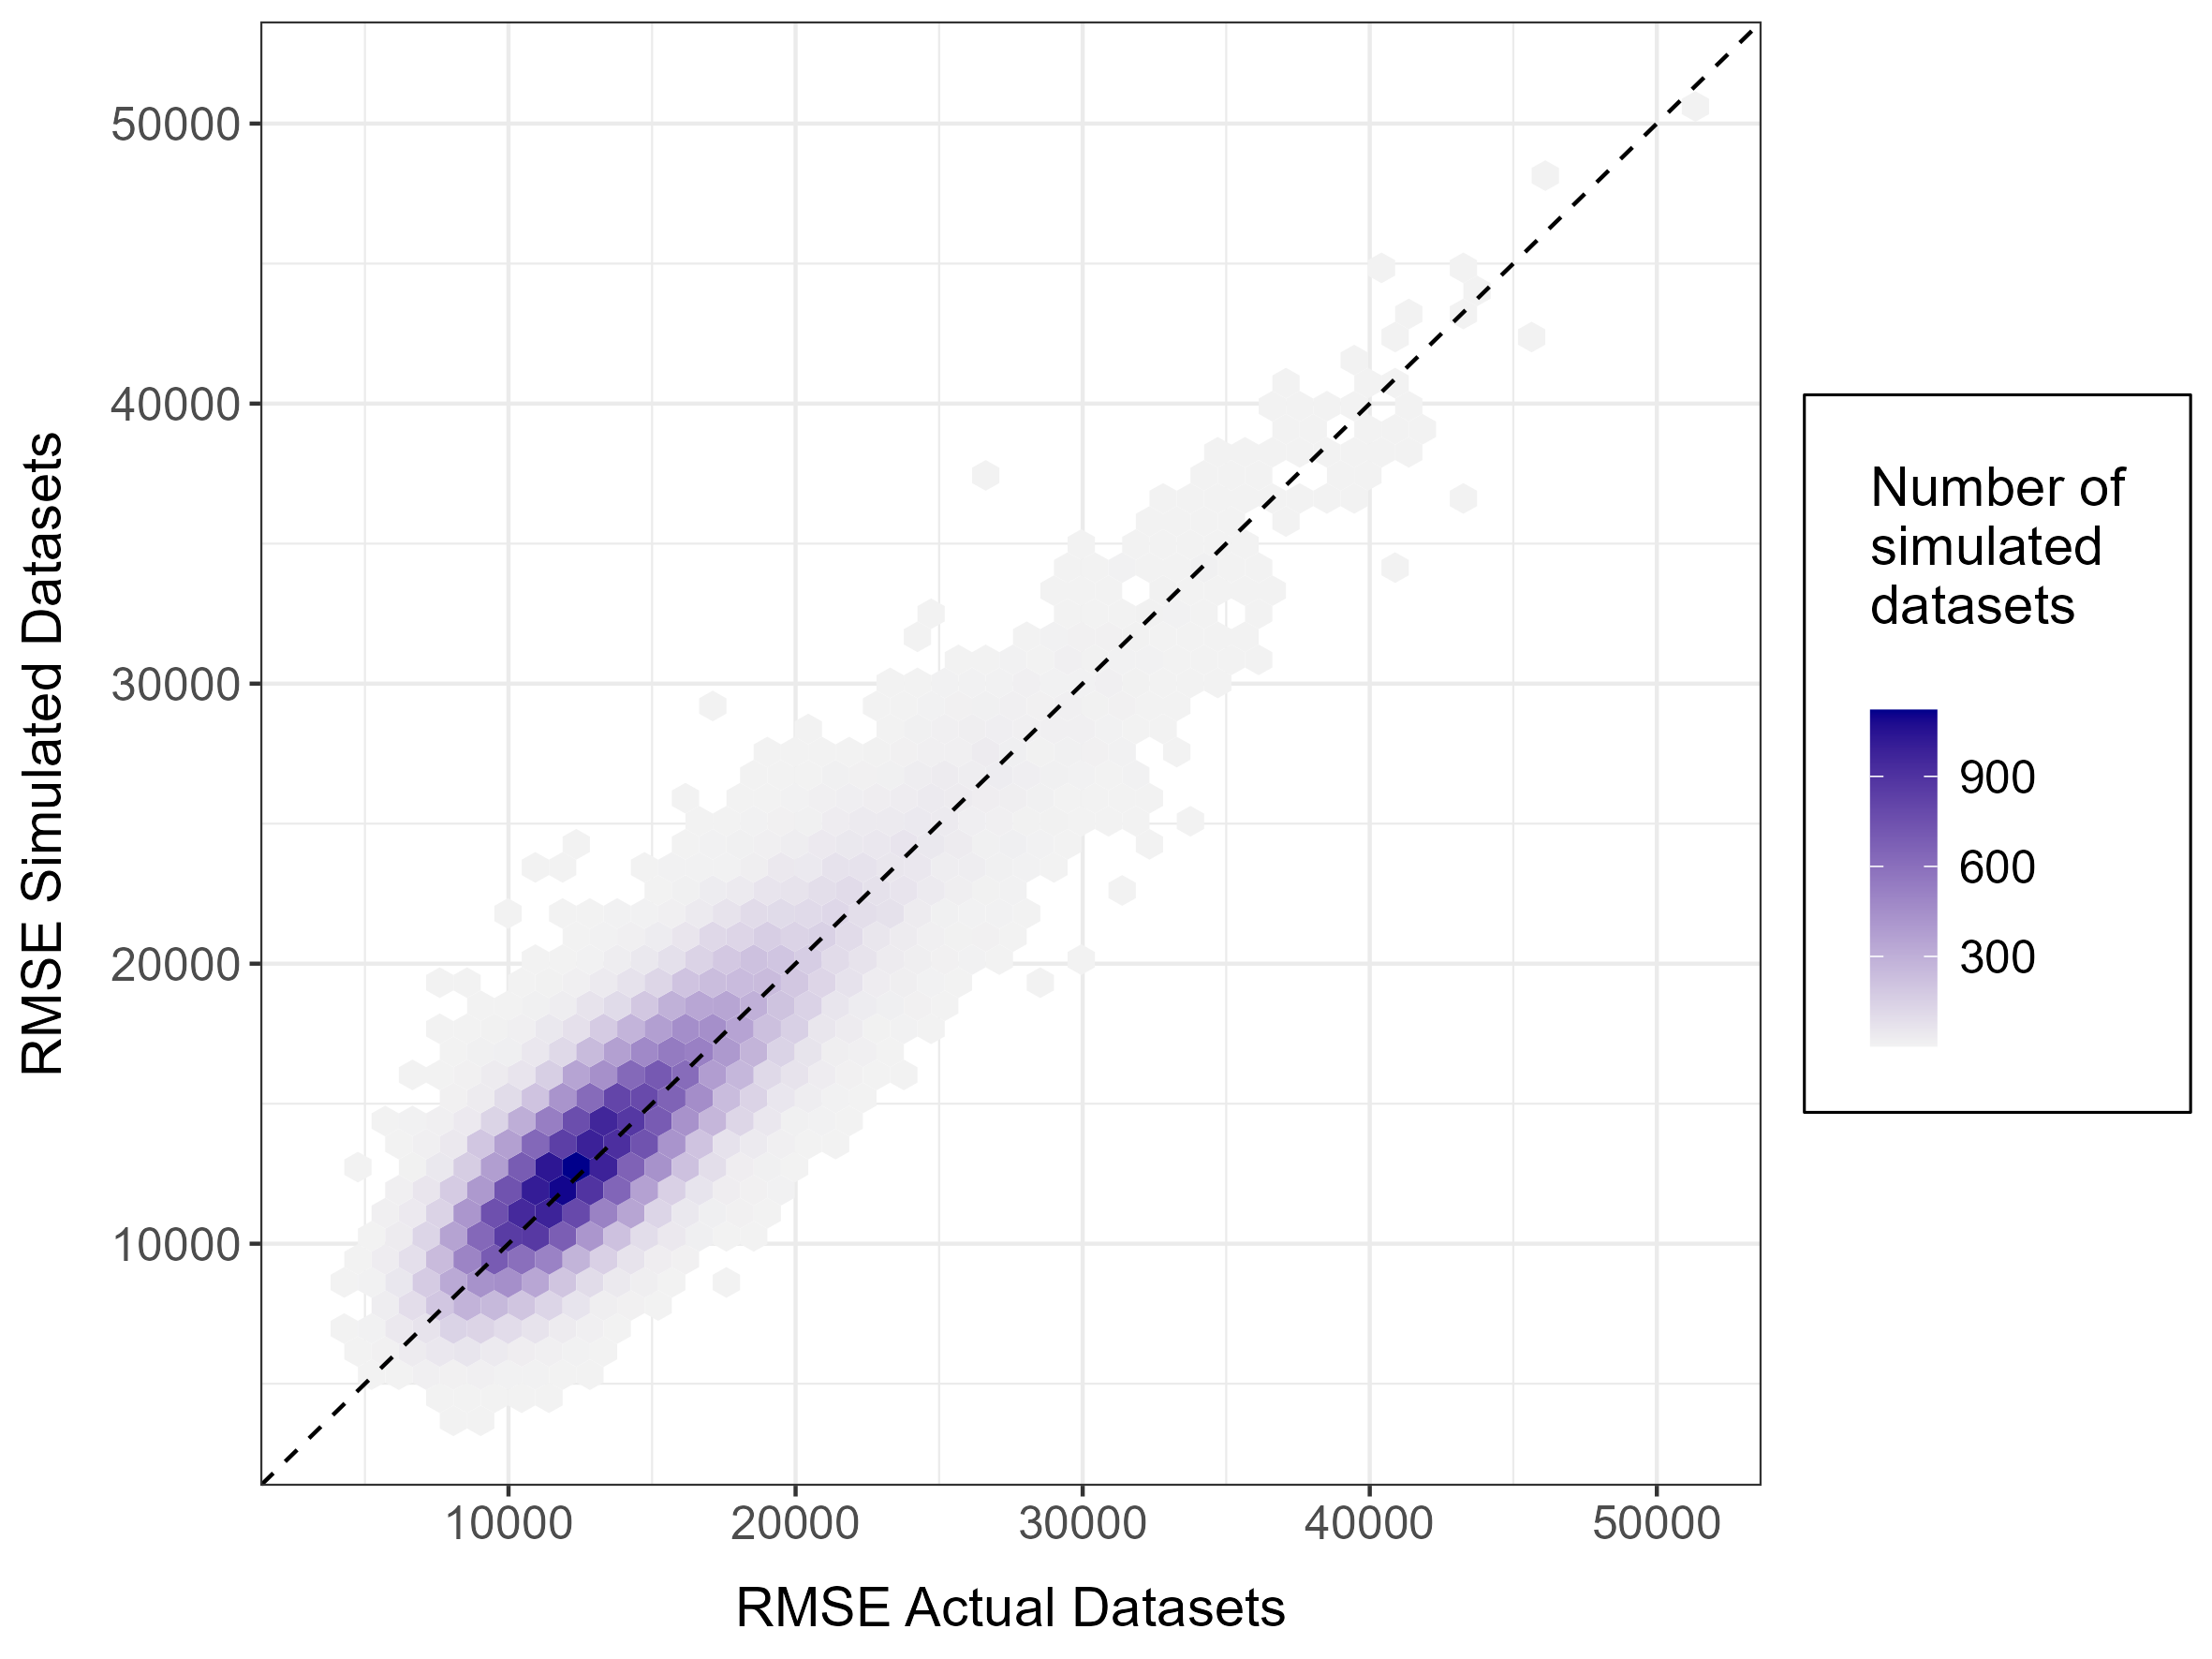 50000
40000
30000
20000
10000
RMSE Simulated Datasets
10000 20000 30000 40000 50000
RMSE Actual Datasets
Number of
simulated
datasets
900
600
300